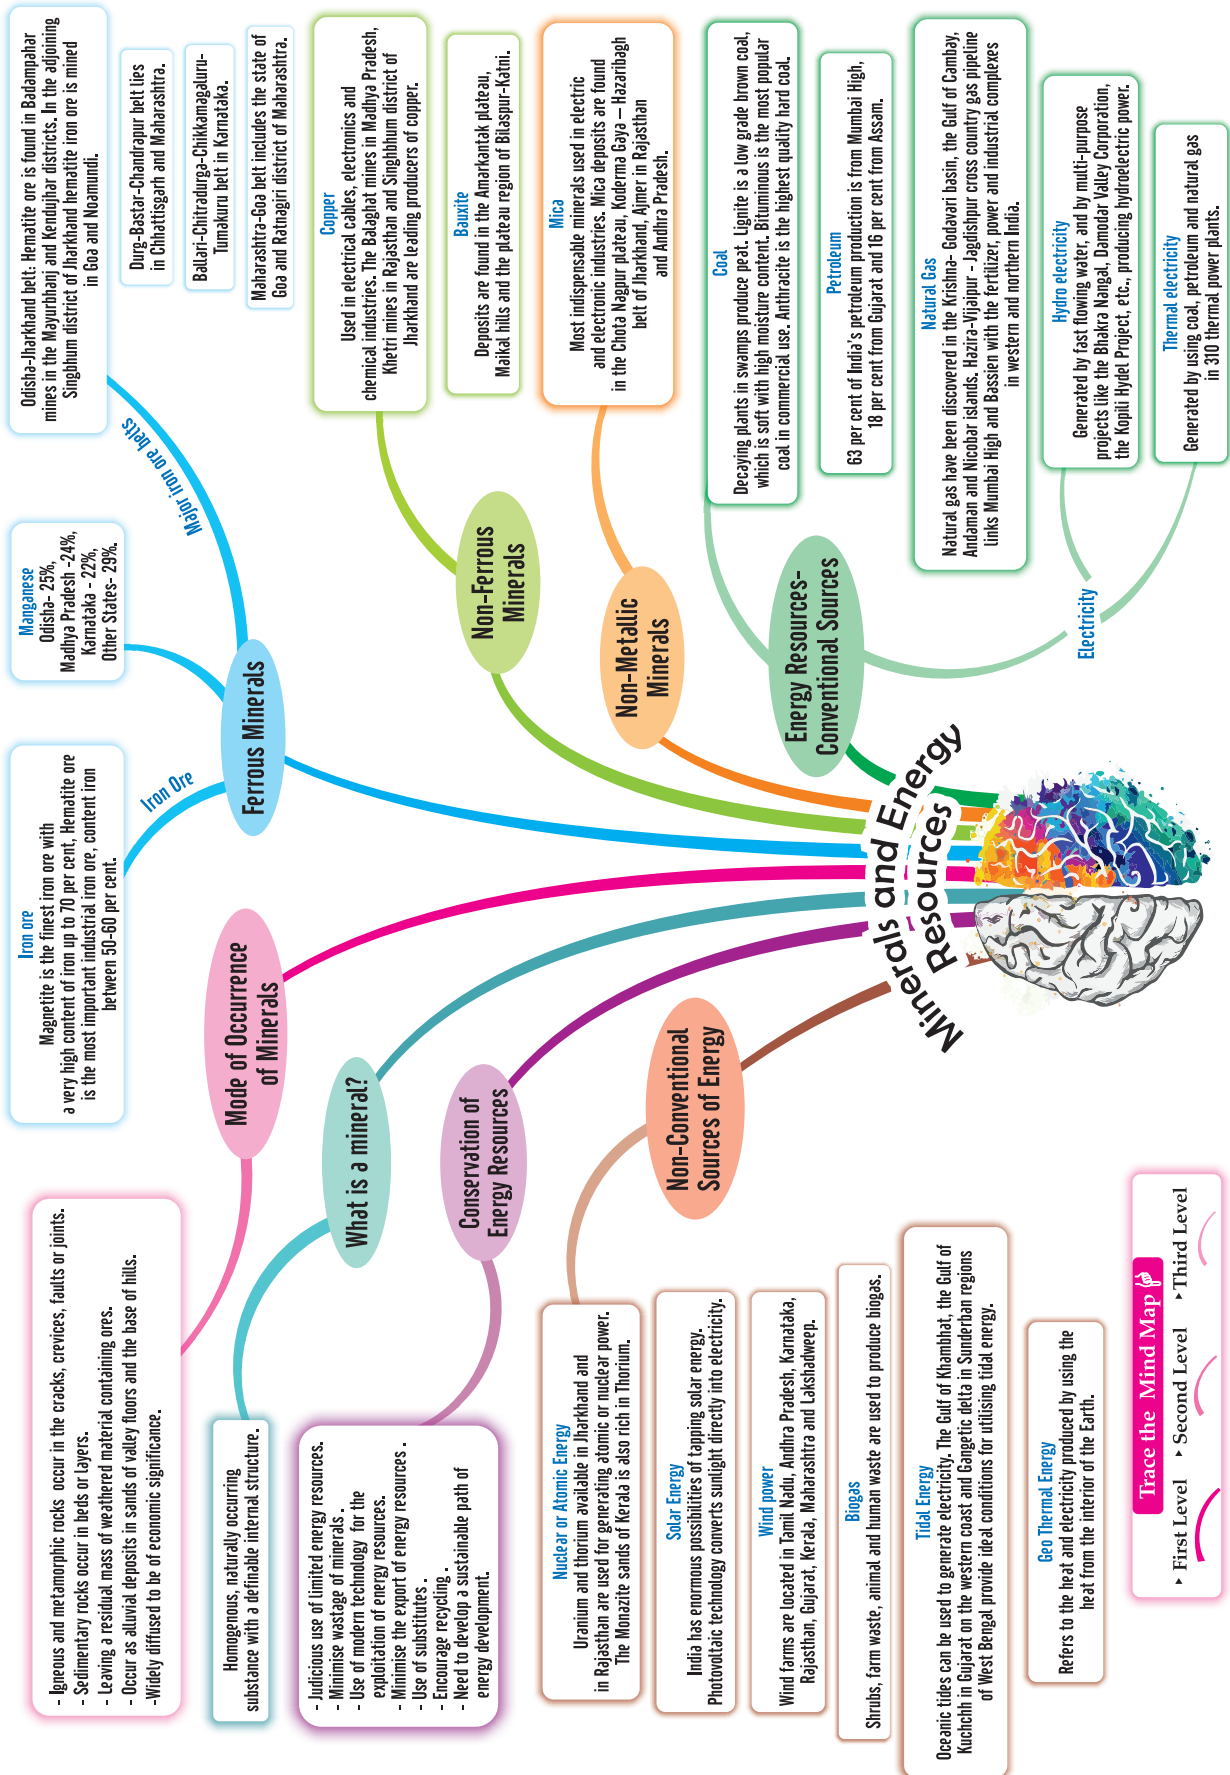 Minerals and Energy
Resources
Mode of Occurrence
of Minerals
- Igneous and metamorphic rocks occur in the cracks, crevices, faults or joints.
- Sedimentary rocks occur in beds or layers.
- Leaving a residual mass of weathered material containing ores.
- Occur as alluvial deposits in sands of valley floors and the base of hills.
-Widely diffused to be of economic significance.
What is a mineral?
Homogenous, naturally occurring
substance with a definable internal structure.
Conservation of
Energy Resources
- Judicious use of limited energy resources.
- Minimise wastage of minerals .
- Use of modern technology for the
exploitation of energy resources.
- Minimise the export of energy resources .
- Use of substitutes .
- Encourage recycling .
- Need to develop a sustainable path of
energy development.
Non-Conventional
Sources of Energy
Nuclear or Atomic Energy
Uranium and thorium available in Jharkhand and
in Rajasthan are used for generating atomic or nuclear power.
The Monazite sands of Kerala is also rich in Thorium.
Solar Energy
India has enormous possibilities of tapping solar energy.
Photovoltaic technology converts sunlight directly into electricity.
Wind power
Wind farms are located in Tamil Nadu, Andhra Pradesh, Karnataka,
Rajasthan, Gujarat, Kerala, Maharashtra and Lakshadweep.
Biogas
Shrubs, farm waste, animal and human waste are used to produce biogas.
Tidal Energy
Oceanic tides can be used to generate electricity. The Gulf of Khambhat, the Gulf of
Kuchchh in Gujarat on the western coast and Gangetic delta in Sunderban regions
of West Bengal provide ideal conditions for utilising tidal energy.
Geo Thermal Energy
Refers to the heat and electricity produced by using the
heat from the interior of the Earth.
Trace the Mind Map
First Level
Second Level
Third Level
Ferrous Minerals
Iron Ore
Iron ore
Magnetite is the finest iron ore with
a very high content of iron up to 70 per cent, Hematite ore
is the most important industrial iron ore, content iron
between 50-60 per cent.
Manganese
Odisha- 25%,
Madhya Pradesh -24%,
Karnataka - 22%,
Other States- 29%.
Major iron ore belts
Odisha-Jharkhand belt: Hematite ore is found in Badampahar
mines in the Mayurbhanj and Kendujhar districts. In the adjoining
Singbhum district of Jharkhand hematite iron ore is mined
in Goa and Noamundi.
Durg-Bastar-Chandrapur belt lies
in Chhattisgarh and Maharashtra.
Ballari-Chitradurga-Chikkamagaluru-
Tumakuru belt in Karnataka.
Maharashtra-Goa belt includes the state of
Goa and Ratnagiri district of Maharashtra.
Non-Ferrous
Minerals
Copper
Used in electrical cables, electronics and
chemical industries. The Balaghat mines in Madhya Pradesh,
Khetri mines in Rajasthan and Singhbhum district of
Jharkhand are leading producers of copper.
Bauxite
Deposits are found in the Amarkantak plateau,
Maikal hills and the plateau region of Bilaspur-Katni.
Non-Metallic
Minerals
Mica
Most indispensable minerals used in electric
and electronic industries. Mica deposits are found
in the Chota Nagpur plateau, Koderma Gaya – Hazaribagh
belt of Jharkhand, Ajmer in Rajasthan
and Andhra Pradesh.
Energy Resources-
Conventional Sources
Coal
Decaying plants in swamps produce peat. Lignite is a low grade brown coal,
which is soft with high moisture content. Bituminous is the most popular
coal in commercial use. Anthracite is the highest quality hard coal.
Petroleum
63 per cent of India's petroleum production is from Mumbai High,
18 per cent from Gujarat and 16 per cent from Assam.
Natural Gas
Natural gas have been discovered in the Krishna- Godavari basin, the Gulf of Cambay,
Andaman and Nicobar islands. Hazira-Vijaipur - Jagdishpur cross country gas pipeline
links Mumbai High and Bassien with the fertilizer, power and industrial complexes
in western and northern India.
Electricity
Hydro electricity
Generated by fast flowing water, and by multi-purpose
projects like the Bhakra Nangal, Damodar Valley Corporation,
the Kopili Hydel Project, etc., producing hydroelectric power.
Thermal electricity
Generated by using coal, petroleum and natural gas
in 310 thermal power plants.